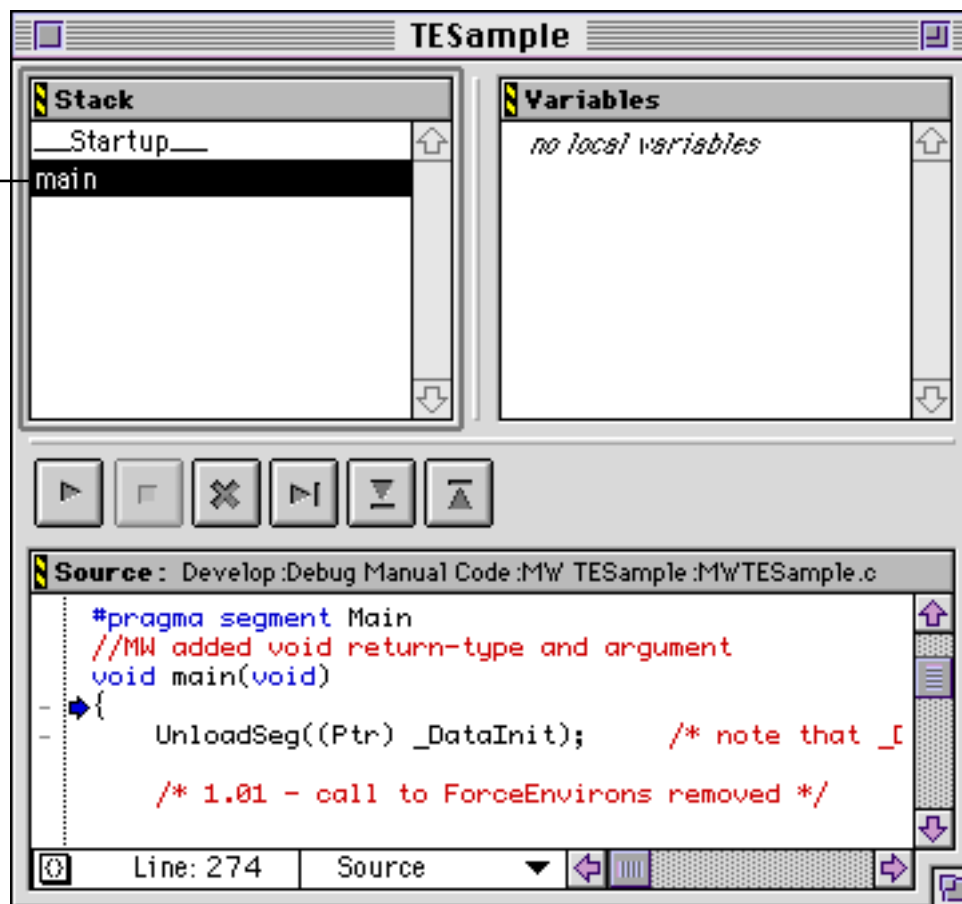 TESample
Stack
Variables
__Startup__
no local variables
main
Source: Develop:Debug Manual Code:MW TESample:MWTESample.c
#pragma segment Main
//MW added void return-type and argument
void main(void)
{
UnloadSeg((Ptr) _DataInit); /* note that _
/* 1.01 - call to ForceEnvirons removed */
{} Line: 274 Source